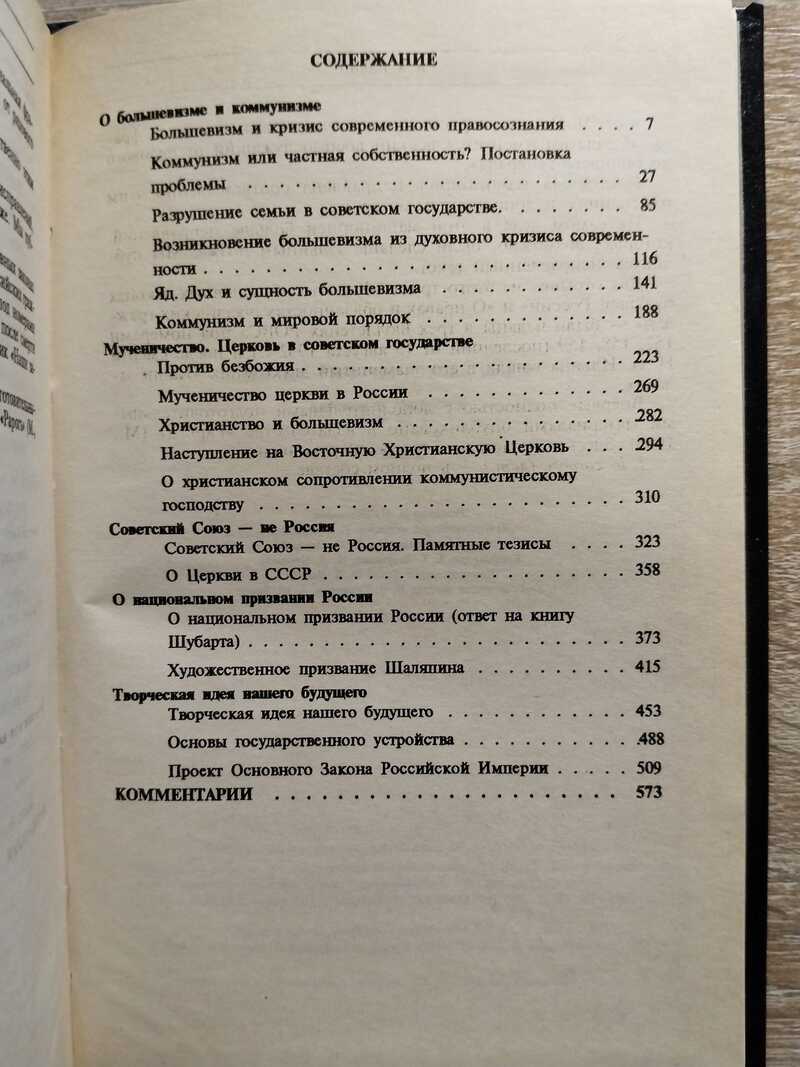 СОДЕРЖАНИЕ
О большевизме и коммунизме
Большевизм и кризис современного правосознания . . . . 7
Коммунизм или частная собственность? Постановка
проблемы . . . . . . . . . . . . . . . . . . . . . . . 27
Разрушение семьи в советском государстве. . . . . . . . 85
Возникновение большевизма из духовного кризиса современ-
ности . . . . . . . . . . . . . . . . . . . . . . . . . 116
Яд. Дух и сущность большевизма . . . . . . . . . . . . 141
Коммунизм и мировой порядок . . . . . . . . . . . . . 188
Мученичество. Церковь в советском государстве
Против безбожия . . . . . . . . . . . . . . . . . . . . 223
Мученичество церкви в России . . . . . . . . . . . . . 269
Христианство и большевизм . . . . . . . . . . . . . . . 282
Наступление на Восточную Христианскую Церковь . . . 294
О христианском сопротивлении коммунистическому
господству . . . . . . . . . . . . . . . . . . . . . . 310
Советский Союз — не Россия
Советский Союз — не Россия. Памятные тезисы . . . . 323
О Церкви в СССР . . . . . . . . . . . . . . . . . . . 358
О национальном призвании России
О национальном призвании России (ответ на книгу
Шубарта) . . . . . . . . . . . . . . . . . . . . . . . 373
Художественное призвание Шаляпина . . . . . . . . . . 415
Творческая идея нашего будущего
Творческая идея нашего будущего . . . . . . . . . . . . 453
Основы государственного устройства . . . . . . . . . . . 488
Проект Основного Закона Российской Империи . . . . . 509
КОММЕНТАРИИ . . . . . . . . . . . . . . . . . . . . . 573